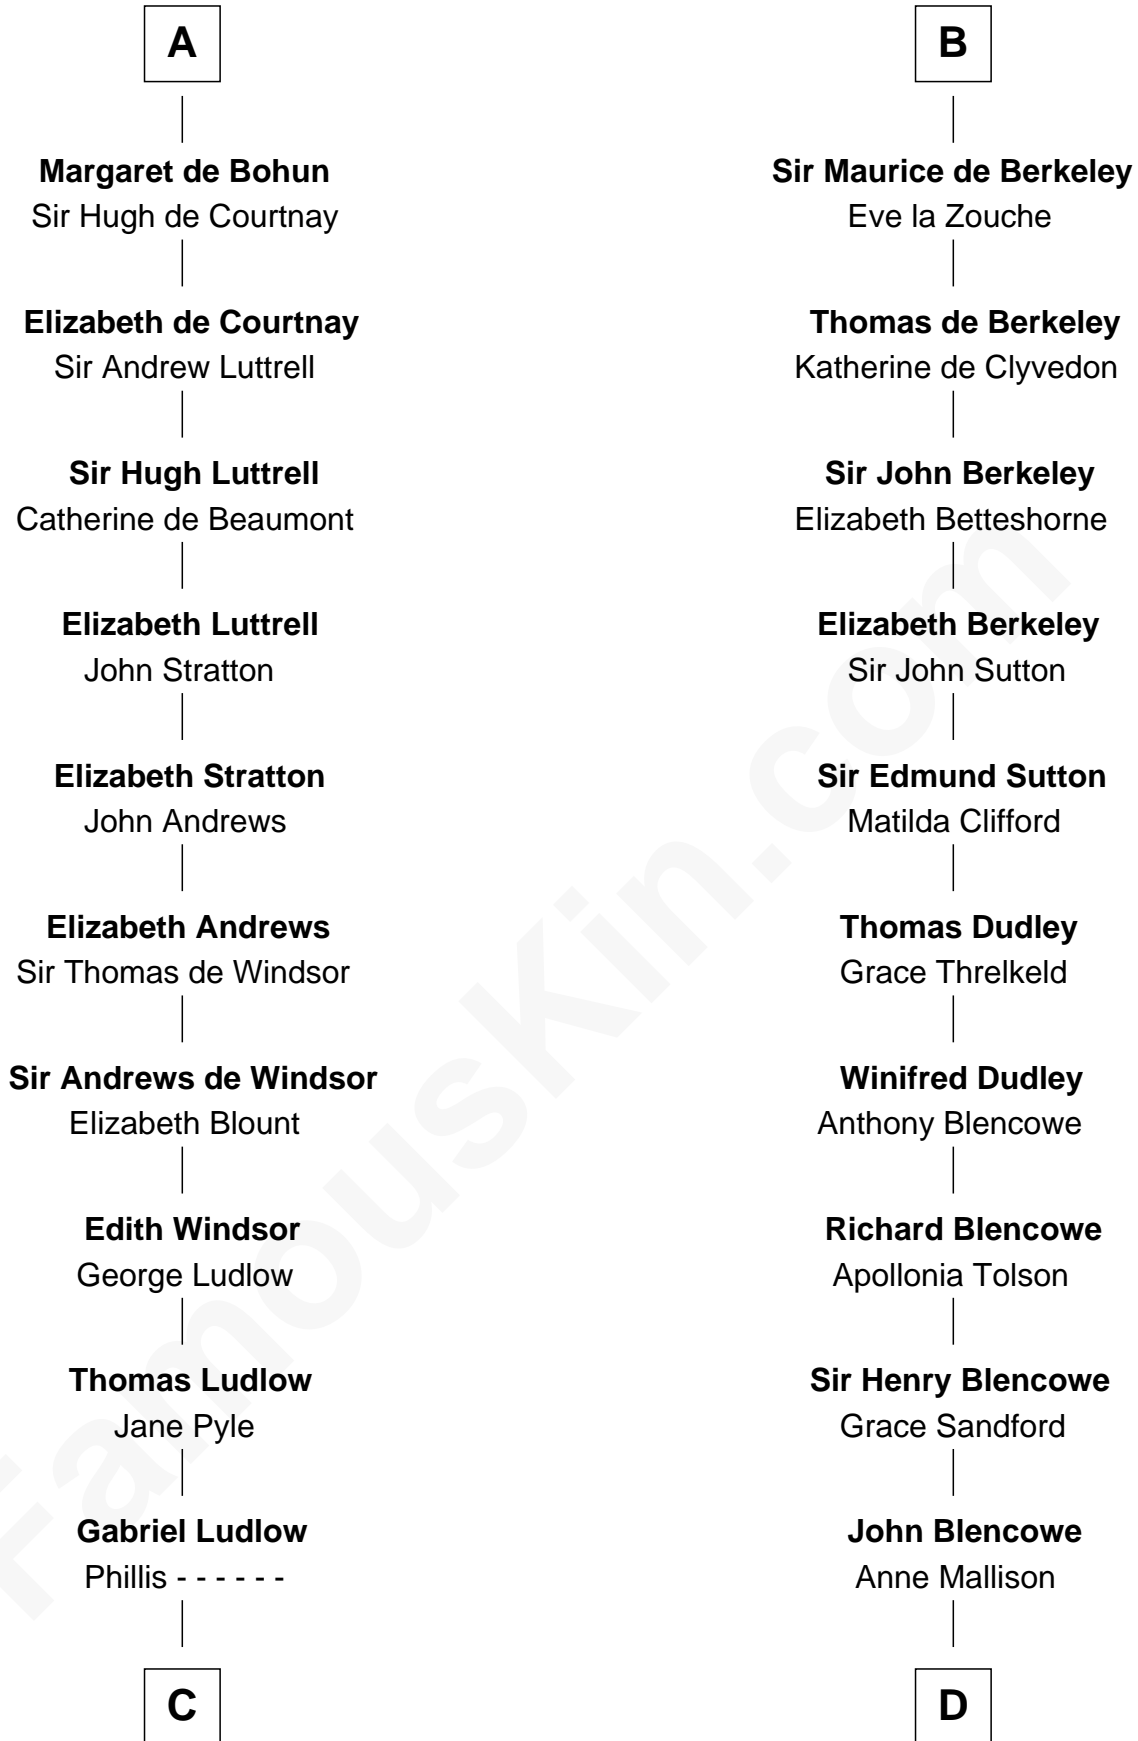 A
Margaret de Bohun
Sir Hugh de Courtnay
Elizabeth de Courtnay
Sir Andrew Luttrell
Sir Hugh Luttrell
Catherine de Beaumont
Elizabeth Luttrell
John Stratton
Elizabeth Stratton
John Andrews
Elizabeth Andrews
Sir Thomas de Windsor
Sir Andrews de Windsor
Elizabeth Blount
Edith Windsor
George Ludlow
Thomas Ludlow
Jane Pyle
Gabriel Ludlow
Phillis - - - - - -
C
B
Sir Maurice de Berkeley
Eve la Zouche
Thomas de Berkeley
Katherine de Clyvedon
Sir John Berkeley
Elizabeth Betteshorne
Elizabeth Berkeley
Sir John Sutton
Sir Edmund Sutton
Matilda Clifford
Thomas Dudley
Grace Threlkeld
Winifred Dudley
Anthony Blencowe
Richard Blencowe
Apollonia Tolson
Sir Henry Blencowe
Grace Sandford
John Blencowe
Anne Mallison
D
FamousKin.com